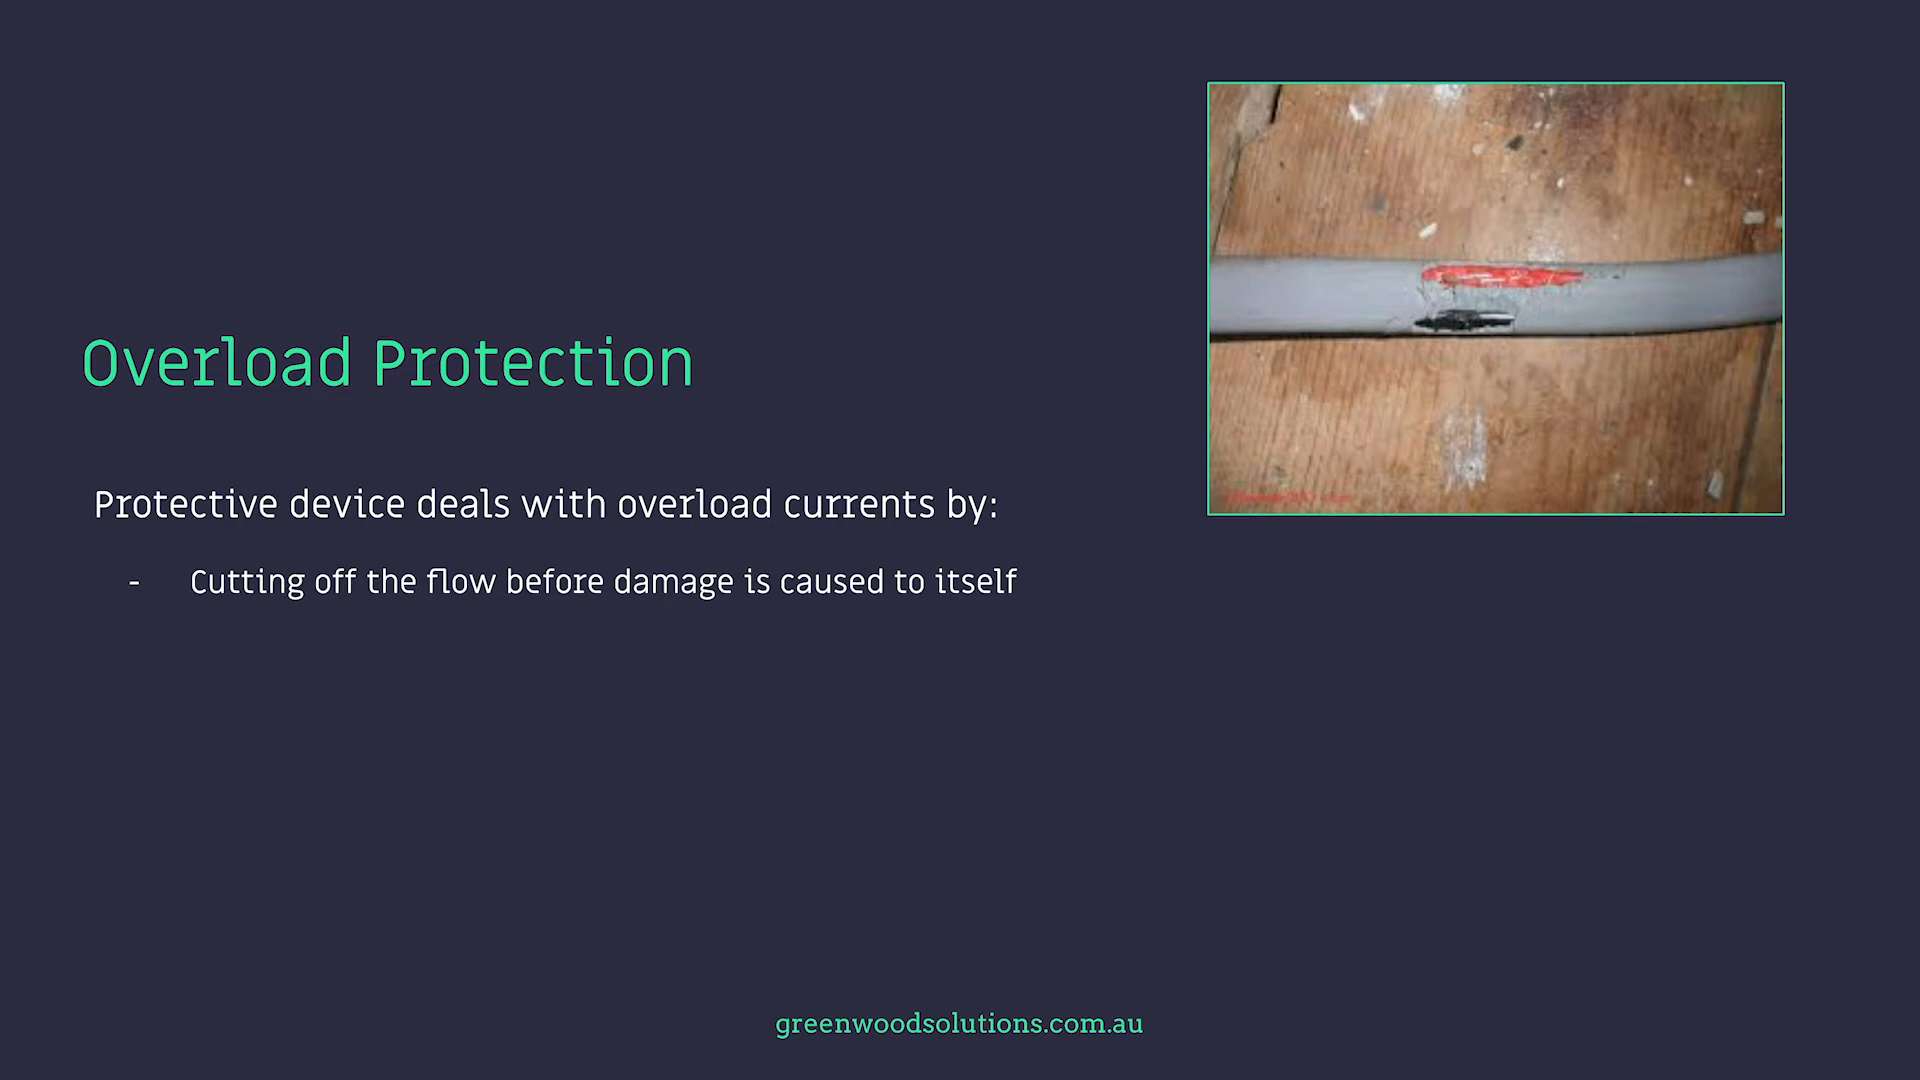 Overload Protection
Protective device deals with overload currents by:
- Cutting off the flow before damage is caused to itself
greenwoodsolutions.com.au